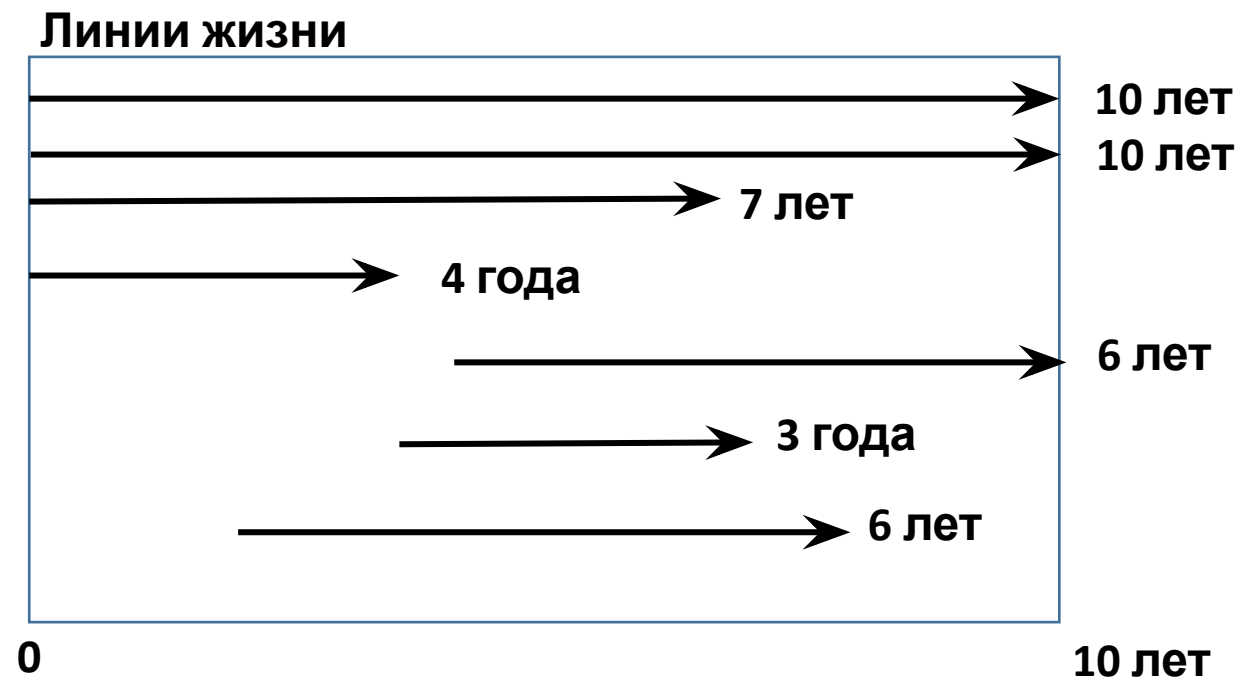 Линии жизни
10 лет
10 лет
7 лет
4 года
6 лет
3 года
6 лет
0
10 лет